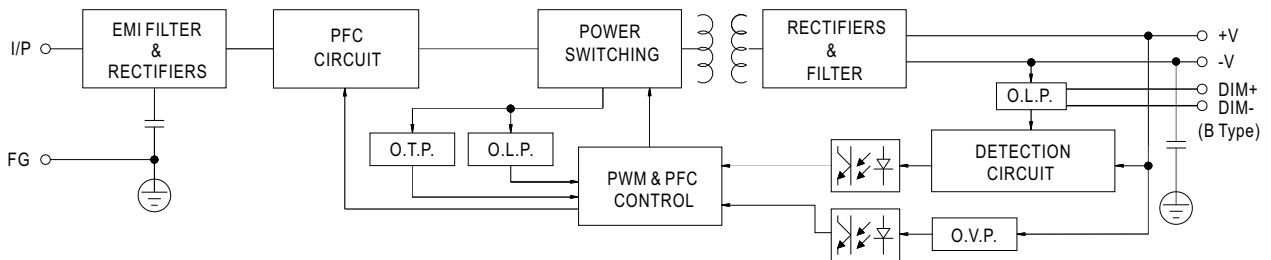 I/P
EMI FILTER
&
RECTIFIERS
PFC
CIRCUIT
POWER
SWITCHING
RECTIFIERS
&
FILTER
+V
-V
O.L.P.
DIM+
DIM-
(B Type)
FG
O.T.P.
O.L.P.
PWM & PFC
CONTROL
DETECTION
CIRCUIT
O.V.P.